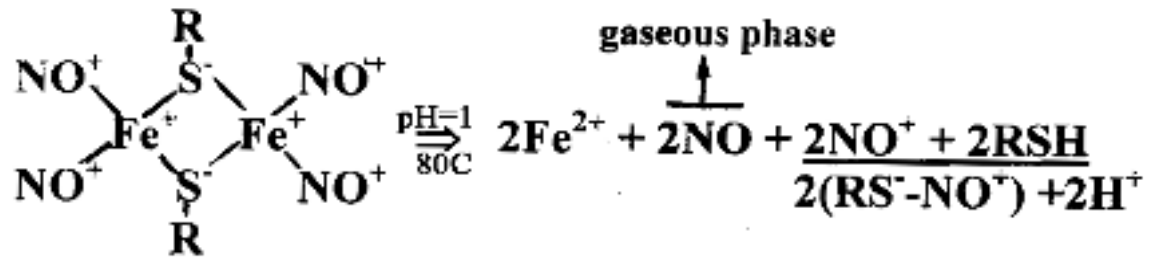 R
gaseous phase
NO⁺ S⁻ NO⁺
Fe⁺ Fe⁺ pH=1 ⇒ 80C 2Fe²⁺ + 2NO + 2NO⁺ + 2RSH
NO⁺ S⁻ NO⁺ 2(RS⁻-NO⁺) +2H⁺
R